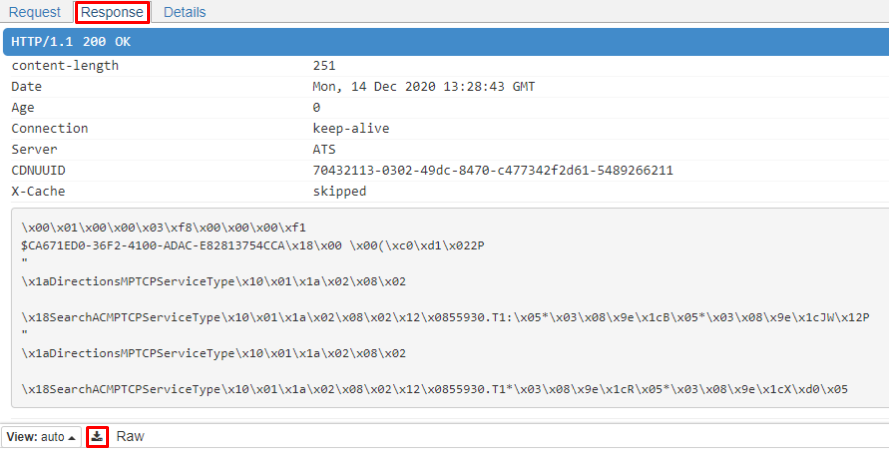 Request Response Details
HTTP/1.1 200 OK
content-length 251
Date Mon, 14 Dec 2020 13:28:43 GMT
Age 0
Connection keep-alive
Server ATS
CDNUUID 70432113-0302-49dc-8470-c477342f2d61-5489266211
X-Cache skipped
\x00\x01\x00\x00\x03\xf8\x00\x00\x00\xf1
$CA671ED0-36F2-4100-ADAC-E82813754CCA\x18\x00 \x00(\xc0\xd1\x022P
"
\x1aDirectionsMPTCPServiceType\x10\x01\x1a\x02\x08\x02
\x18SearchACMPTCPServiceType\x10\x01\x1a\x02\x08\x02\x12\x0855930.T1:\x05*\x03\x08\x9e\x1cB\x05*\x03\x08\x9e\x1cJW\x12P
"
\x1aDirectionsMPTCPServiceType\x10\x01\x1a\x02\x08\x02
\x18SearchACMPTCPServiceType\x10\x01\x1a\x02\x08\x02\x12\x0855930.T1*\x03\x08\x9e\x1cR\x05*\x03\x08\x9e\x1cX\xd0\x05
View: auto Raw